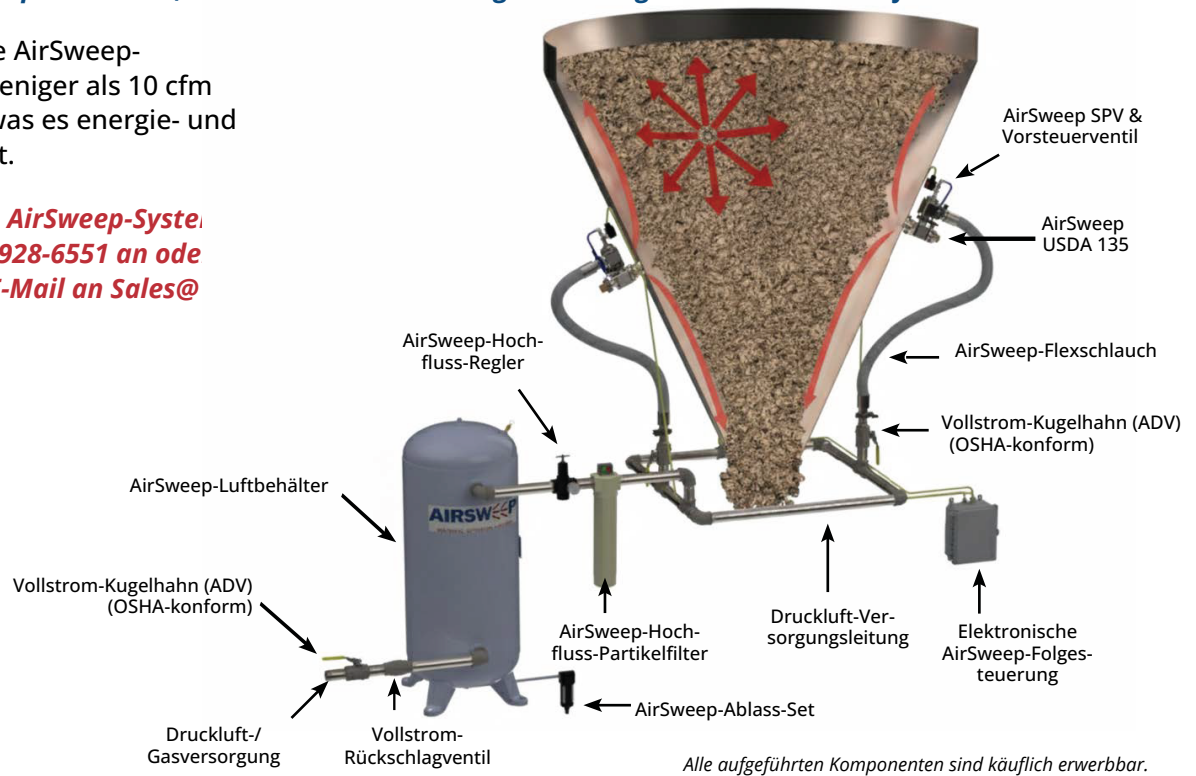 e AirSweep-
eniger als 10 cfm
was es energie- und
t.
AirSweep-Syste
928-6551 an ode
-Mail an Sales@
AirSweep SPV &
Vorsteuerventil
AirSweep
USDA 135
AirSweep-Hoch-
fluss-Regler
AirSweep-Flexschlauch
Vollstrom-Kugelhahn (ADV)
(OSHA-konform)
AirSweep-Luftbehälter
AIRSWEEP
Vollstrom-Kugelhahn (ADV)
(OSHA-konform)
AirSweep-Hoch-
fluss-Partikelfilter
Druckluft-Ver-
sorgungsleitung
Elektronische
AirSweep-Folges-
teuerung
AirSweep-Ablass-Set
Druckluft-/
Gasversorgung
Vollstrom-
Rückschlagventil
Alle aufgeführten Komponenten sind käuflich erwerbbar.